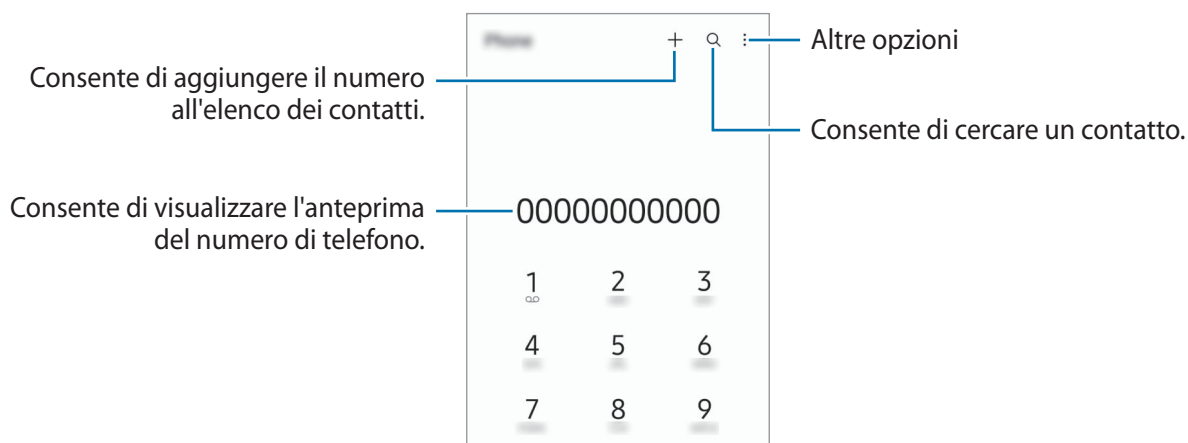 Phone
Altre opzioni
Consente di aggiungere il numero
all'elenco dei contatti.
Consente di cercare un contatto.
Consente di visualizzare l'anteprima
del numero di telefono.
00000000000
1 2 3
4 5 6
7 8 9